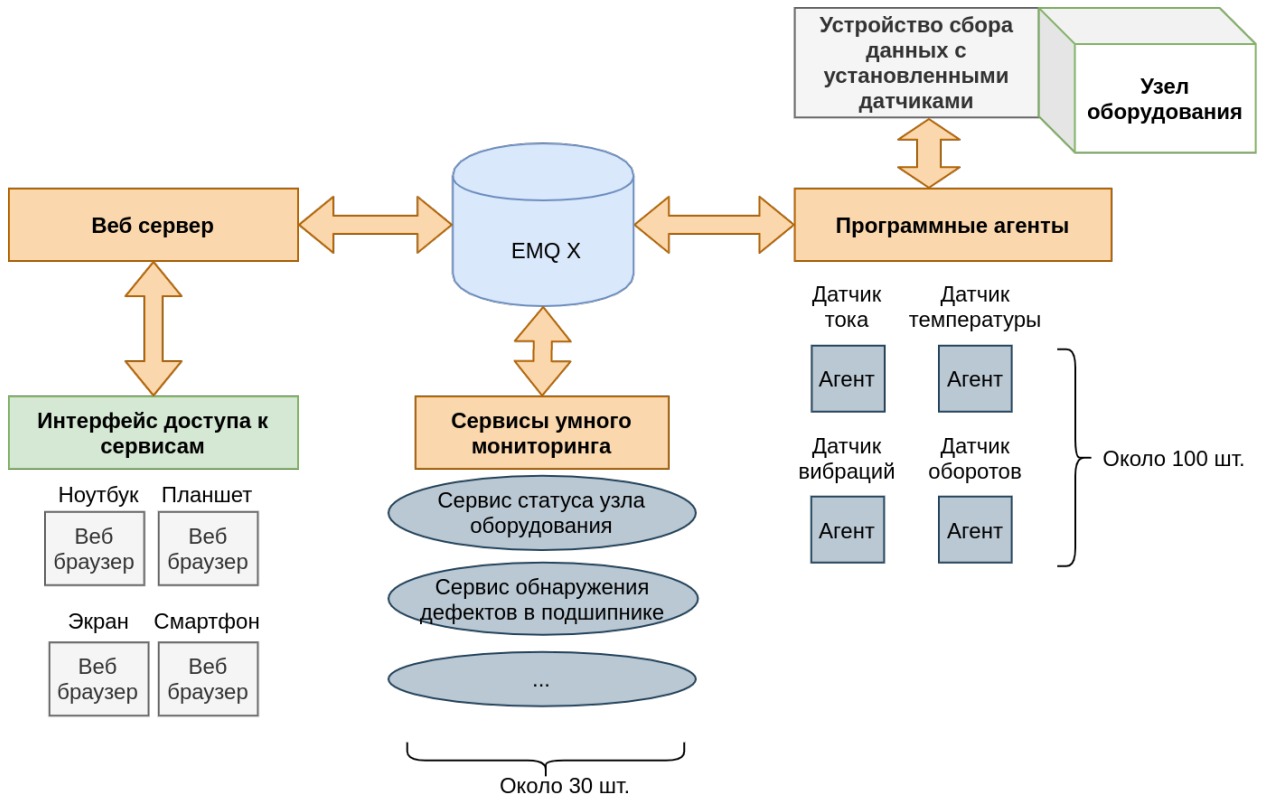 Устройство сбора
данных с
установленными
датчиками
Узел
оборудования
Веб сервер
EMQ X
Программные агенты
Датчик
тока
Датчик
температуры
Агент
Агент
Датчик
вибраций
Датчик
оборотов
Агент
Агент
Около 100 шт.
Интерфейс доступа к
сервисам
Ноутбук
Планшет
Веб
браузер
Веб
браузер
Экран
Смартфон
Веб
браузер
Веб
браузер
Сервисы умного
мониторинга
Сервис статуса узла
оборудования
Сервис обнаружения
дефектов в подшипнике
...
Около 30 шт.